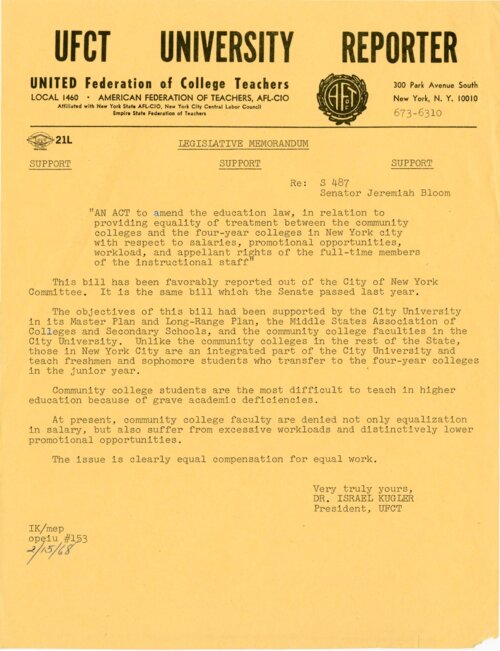 UFCT UNIVERSITY REPORTER
UNITED Federation of College Teachers
LOCAL 1460 • AMERICAN FEDERATION OF TEACHERS, AFL-CIO
Affiliated with New York State AFL-CIO, New York City Central Labor Council
Empire State Federation of Teachers
AFofT
300 Park Avenue South
New York, N. Y. 10010
673-6310
21L
LEGISLATIVE MEMORANDUM
SUPPORT SUPPORT SUPPORT
Re: S 487
Senator Jeremiah Bloom
"AN ACT to amend the education law, in relation to
providing equality of treatment between the community
colleges and the four-year colleges in New York city
with respect to salaries, promotional opportunities,
workload, and appellant rights of the full-time members
of the instructional staff"
This bill has been favorably reported out of the City of New York
Committee. It is the same bill which the Senate passed last year.
The objectives of this bill had been supported by the City University
in its Master Plan and Long-Range Plan, the Middle States Association of
Colleges and Secondary Schools, and the community college faculties in the
City University. Unlike the community colleges in the rest of the State,
those in New York City are an integrated part of the City University and
teach freshmen and sophomore students who transfer to the four-year colleges
in the junior year.
Community college students are the most difficult to teach in higher
education because of grave academic deficiencies.
At present, community college faculty are denied not only equalization
in salary, but also suffer from excessive workloads and distinctively lower
promotional opportunities.
The issue is clearly equal compensation for equal work.
Very truly yours,
DR. ISRAEL KUGLER
President, UFCT
IK/mep
opeiu #153
2/15/68